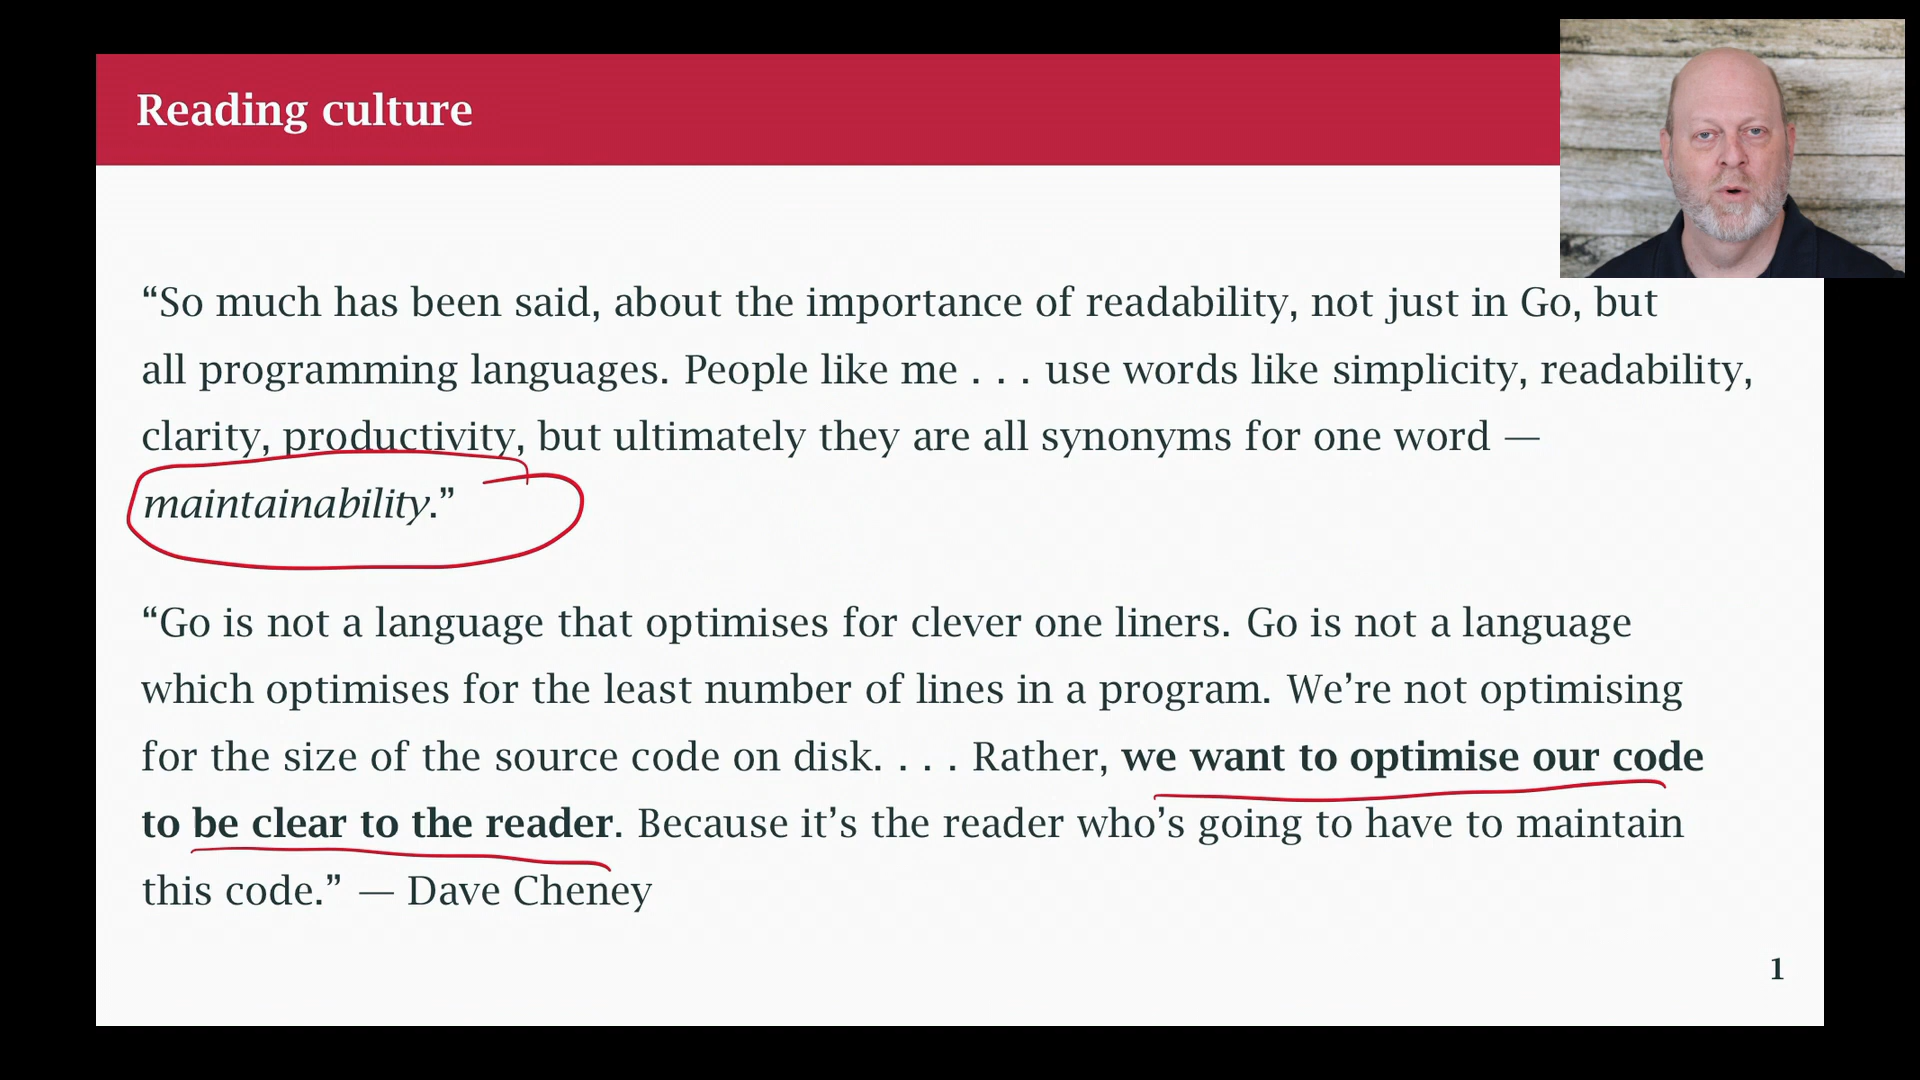 Reading culture
“So much has been said, about the importance of readability, not just in Go, but
all programming languages. People like me . . . use words like simplicity, readability,
clarity, productivity, but ultimately they are all synonyms for one word —
maintainability.”
“Go is not a language that optimises for clever one liners. Go is not a language
which optimises for the least number of lines in a program. We’re not optimising
for the size of the source code on disk. . . . Rather, we want to optimise our code
to be clear to the reader. Because it’s the reader who’s going to have to maintain
this code.” — Dave Cheney
1